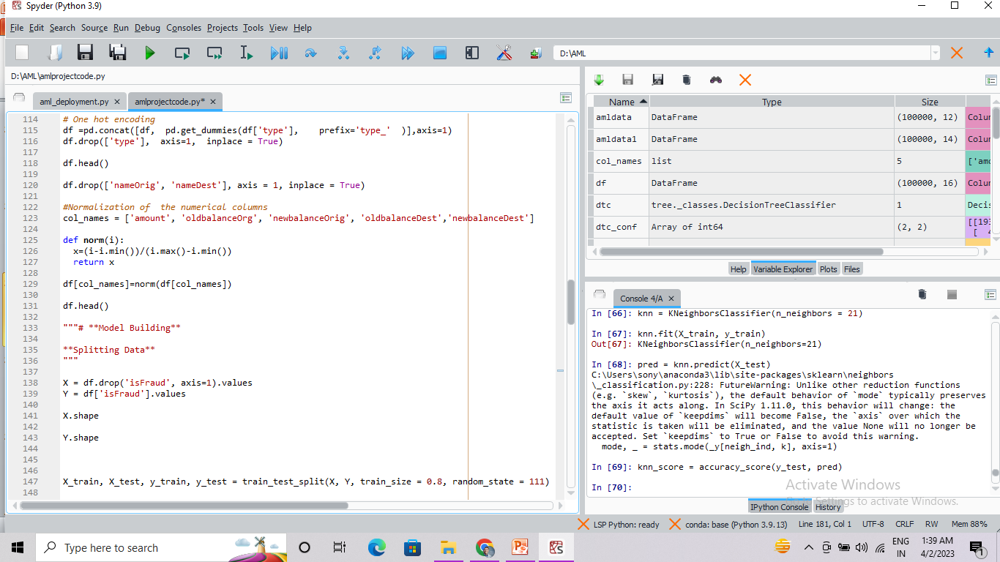 Spyder (Python 3.9)
File Edit Search Source Run Debug Consoles Projects Tools View Help
D:\AML
D:\AML\amlprojectcode.py
aml_deployment.py
amlprojectcode.py*
114 # One hot encoding
115 df =pd.concat([df, pd.get_dummies(df['type'], prefix='type_' )],axis=1)
116 df.drop(['type'], axis=1, inplace = True)
117
118 df.head()
119
120 df.drop(['nameOrig', 'nameDest'], axis = 1, inplace = True)
121
122 #Normalization of the numerical columns
123 col_names = ['amount', 'oldbalanceOrg', 'newbalanceOrig', 'oldbalanceDest','newbalanceDest']
124
125 def norm(i):
126 x=(i-i.min())/(i.max()-i.min())
127 return x
128
129 df[col_names]=norm(df[col_names])
130
131 df.head()
132
133 """# **Model Building**
134
135 **Splitting Data**
136 """
137
138 X = df.drop('isFraud', axis=1).values
139 Y = df['isFraud'].values
140
141 X.shape
142
143 Y.shape
144
145
146
147 X_train, X_test, y_train, y_test = train_test_split(X, Y, train_size = 0.8, random_state = 111)
148
Name Type Size
amldata DataFrame (100000, 12) Colur
amldata1 DataFrame (100000, 14) Colur
col_names list 5 ['amo
df DataFrame (100000, 16) Colur
dtc tree._classes.DecisionTreeClassifier 1 Decis
dtc_conf Array of int64 (2, 2) [[193
[ 4
Help Variable Explorer Plots Files
Console 4/A
In [66]: knn = KNeighborsClassifier(n_neighbors = 21)
In [67]: knn.fit(X_train, y_train)
Out[67]: KNeighborsClassifier(n_neighbors=21)
In [68]: pred = knn.predict(X_test)
C:\Users\sony\anaconda3\lib\site-packages\sklearn\neighbors
\_classification.py:228: FutureWarning: Unlike other reduction functions
(e.g. `skew`, `kurtosis`), the default behavior of `mode` typically preserves
the axis it acts along. In SciPy 1.11.0, this behavior will change: the
default value of `keepdims` will become False, the `axis` over which the
statistic is taken will be eliminated, and the value None will no longer be
accepted. Set `keepdims` to True or False to avoid this warning.
mode, _ = stats.mode(_y[neigh_ind, k], axis=1)
In [69]: knn_score = accuracy_score(y_test, pred)
In [70]:
Activate Windows
Settings to activate Windows.
IPython Console History
LSP Python: ready conda: base (Python 3.9.13) Line 181, Col 1 UTF-8 CRLF RW Mem 88%
Type here to search
ENG
IN
1:39 AM
4/2/2023
1